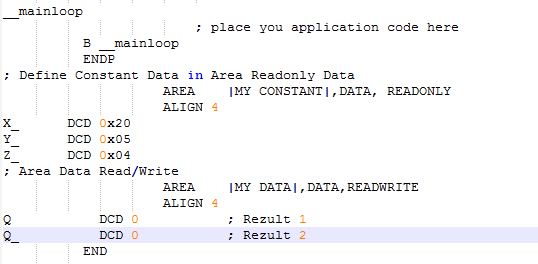 __mainloop
; place you application code here
B __mainloop
ENDP
; Define Constant Data in Area Readonly Data
AREA |MY CONSTANT|,DATA, READONLY
ALIGN 4
X_ DCD 0x20
Y_ DCD 0x05
Z_ DCD 0x04
; Area Data Read/Write
AREA |MY DATA|,DATA,READWRITE
ALIGN 4
Q DCD 0 ; Rezult 1
Q_ DCD 0 ; Rezult 2
END